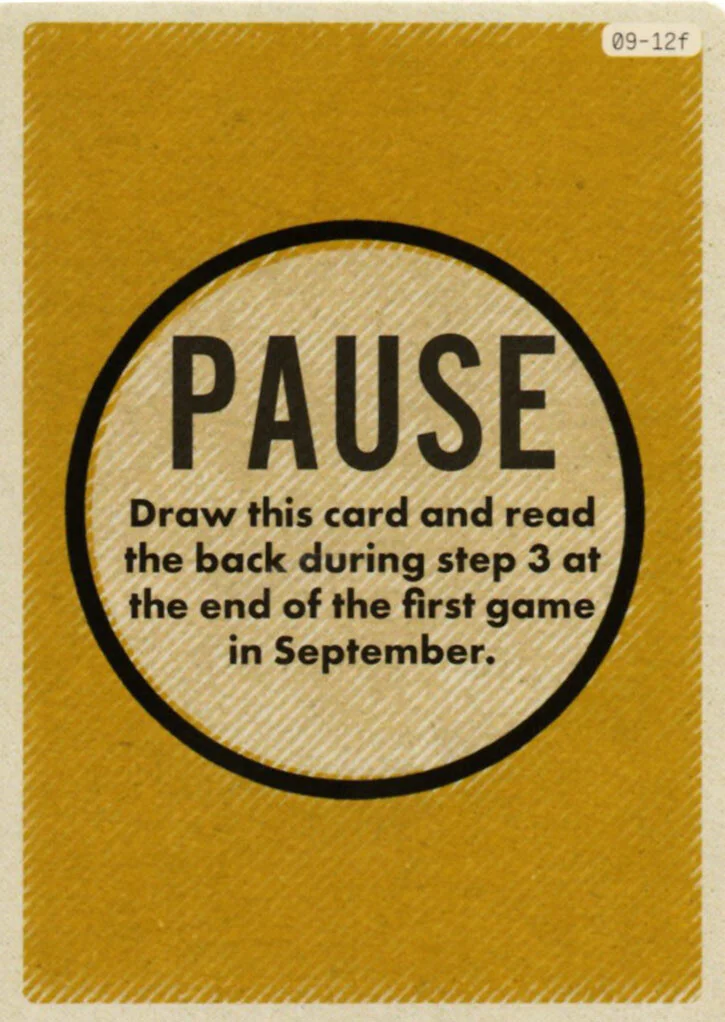 09-12f
PAUSE
Draw this card and read
the back during step 3 at
the end of the first game
in September.